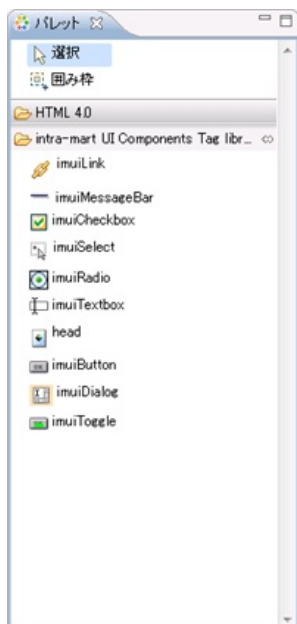 パレット
選択
囲み枠
HTML 4.0
intra-mart UI Components Tag libr...
imuiLink
imuiMessageBar
imuiCheckbox
imuiSelect
imuiRadio
imuiTextbox
head
imuiButton
imuiDialog
imuiToggle